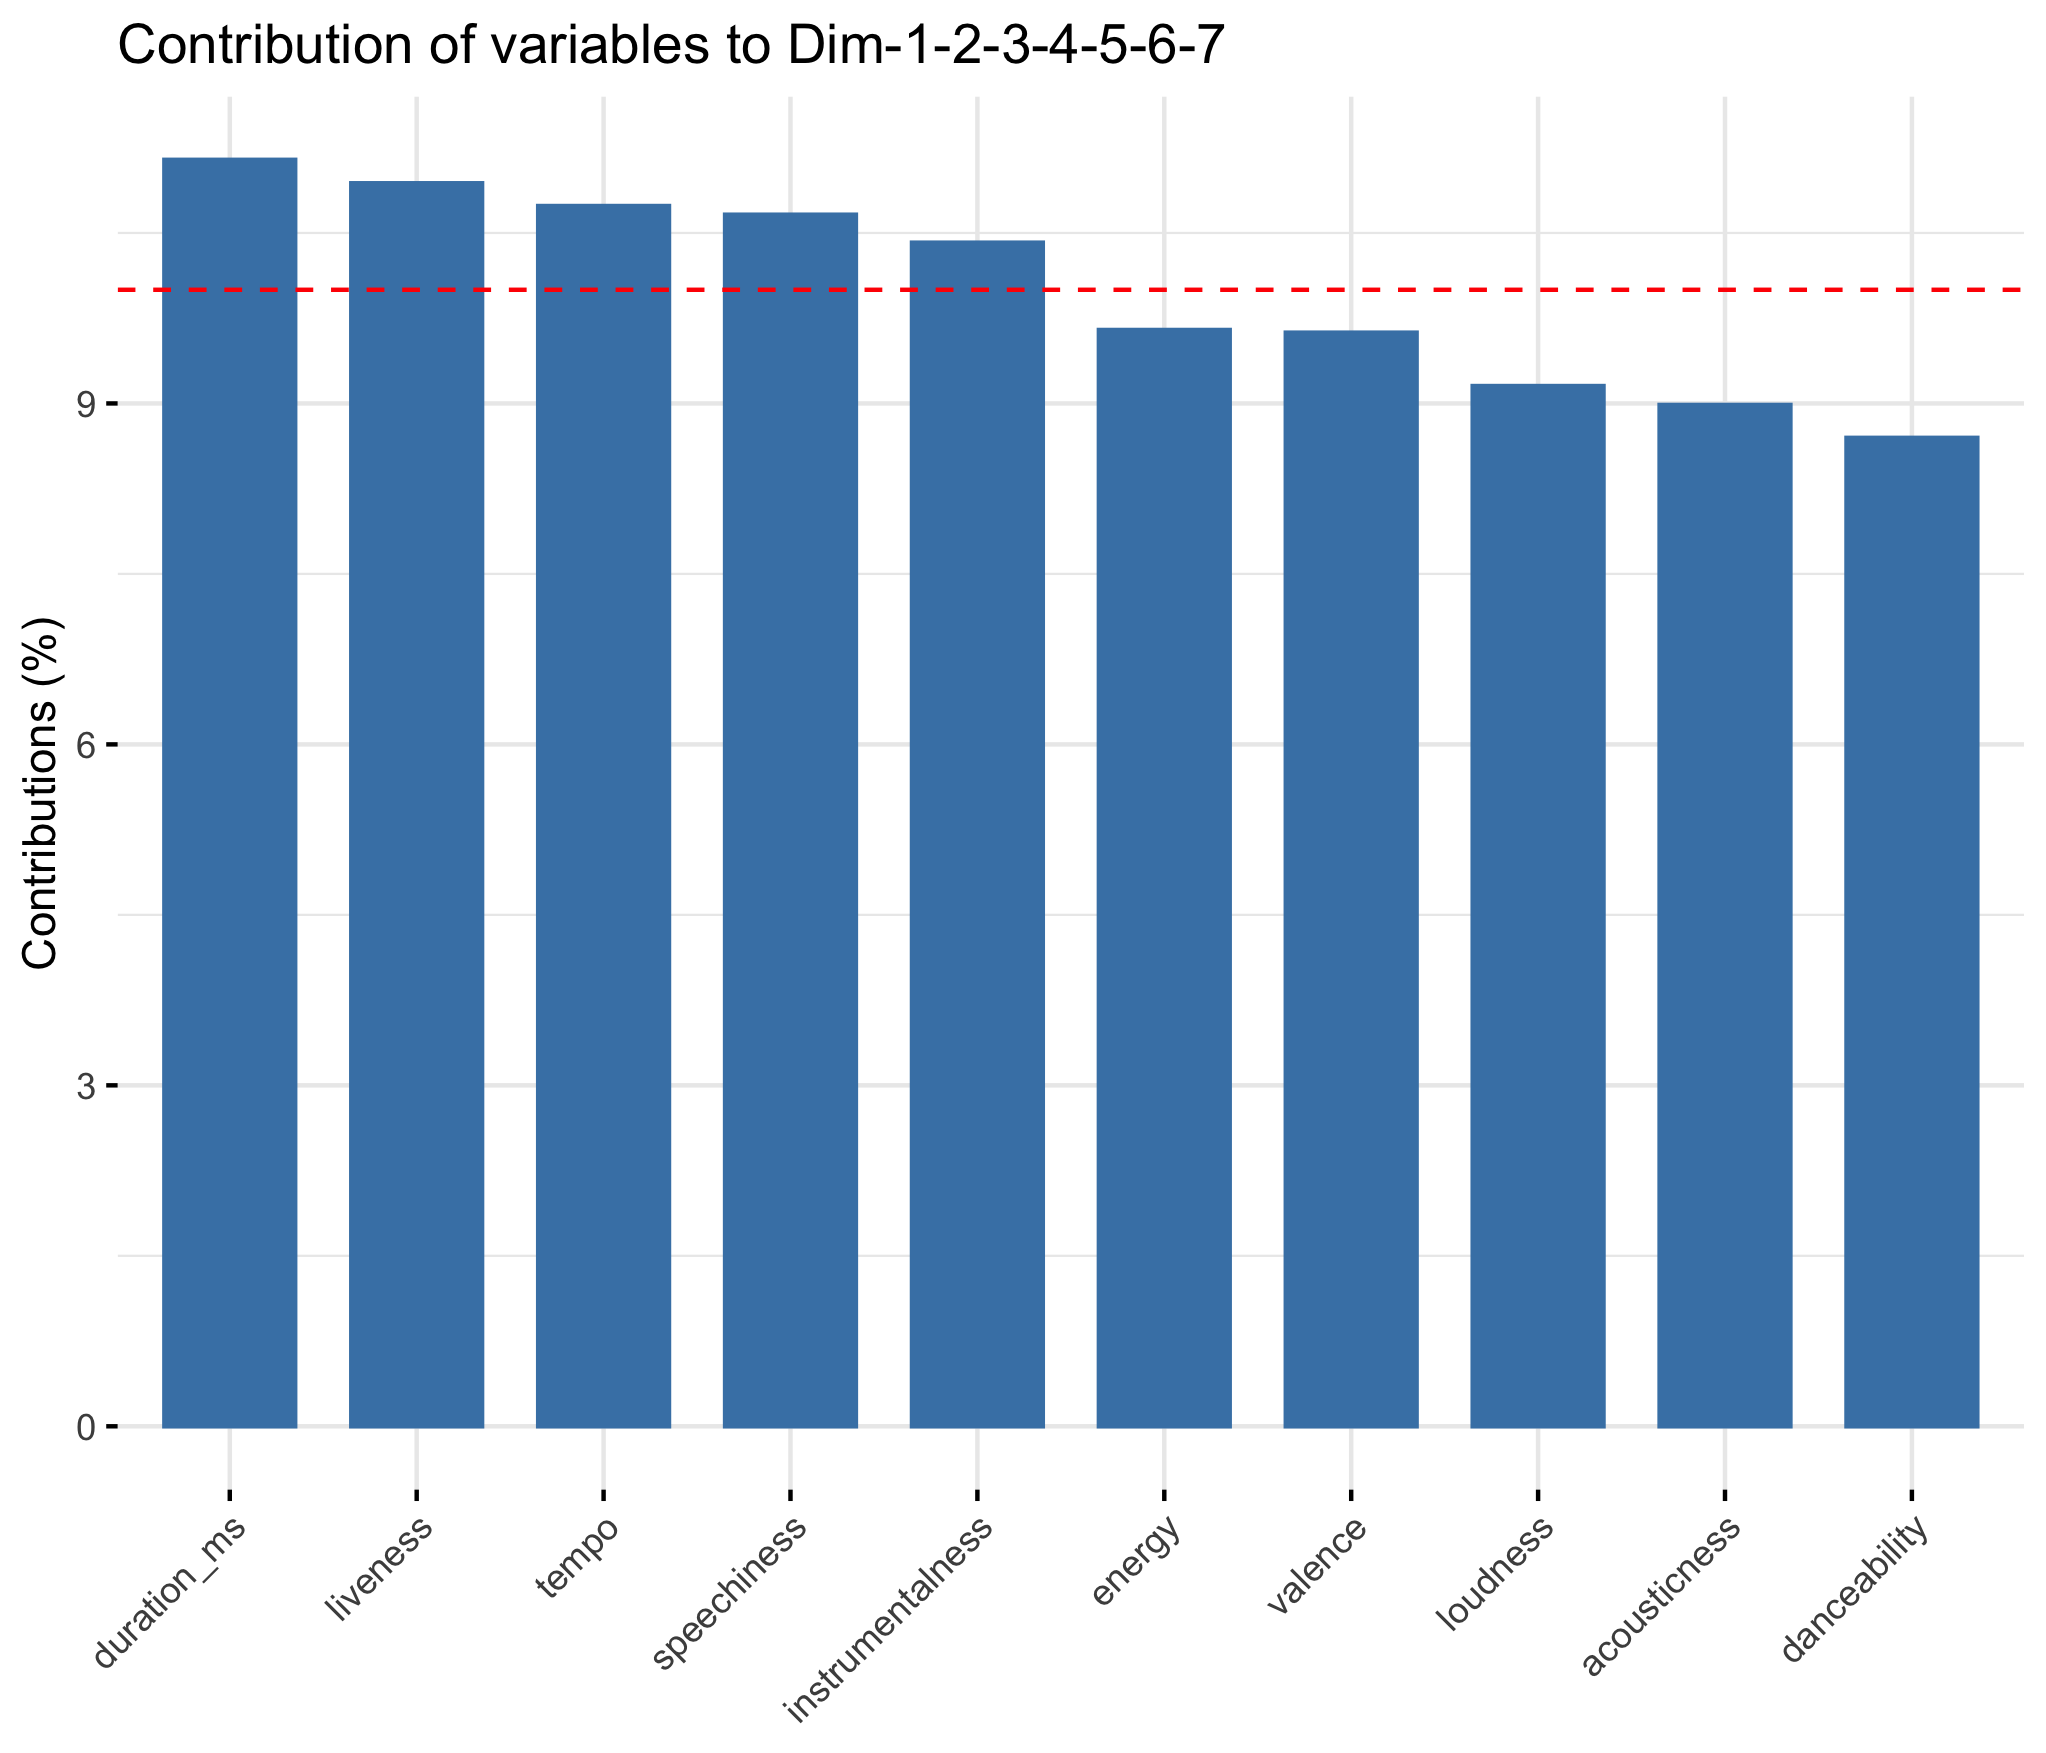 Contribution of variables to Dim-1-2-3-4-5-6-7
Contributions (%)
9
6
3
0
duration_ms
liveness
tempo
speechiness
instrumentalness
energy
valence
loudness
acousticness
danceability